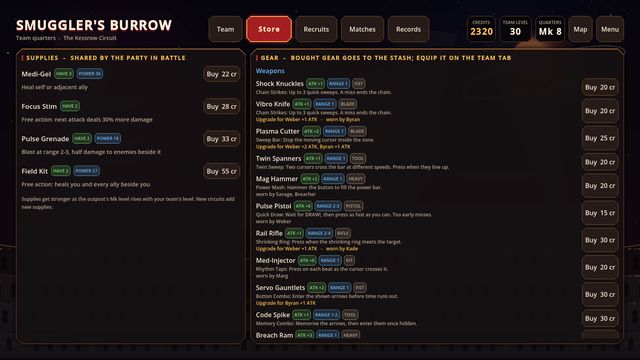 SMUGGLER'S BURROW
Team quarters - The Kessrow Circuit
Team
Store
Recruits
Matches
Records
CREDITS
2320
TEAM LEVEL
30
QUARTERS
Mk 8
Map
Menu
SUPPLIES - SHARED BY THE PARTY IN BATTLE
Medi-Gel HAVE 3 POWER 36
Heal self or adjacent ally
Buy 22 cr
Focus Stim HAVE 2
Free action: next attack deals 30% more damage
Buy 28 cr
Pulse Grenade HAVE 2 POWER 18
Blast at range 2-3, half damage to enemies beside it
Buy 33 cr
Field Kit HAVE 2 POWER 27
Free action: heals you and every ally beside you
Buy 55 cr
Supplies get stronger as the outpost's Mk level rises with your team's level. New circuits add
new supplies.
GEAR - BOUGHT GEAR GOES TO THE STASH; EQUIP IT ON THE TEAM TAB
Weapons
Shock Knuckles ATK +1 RANGE 1 FIST
Chain Strikes: Up to 3 quick sweeps. A miss ends the chain.
Buy 20 cr
Vibro Knife ATK +1 RANGE 1 BLADE
Chain Strikes: Up to 3 quick sweeps. A miss ends the chain.
Upgrade for Weber +1 ATK - worn by Byran
Buy 20 cr
Plasma Cutter ATK +2 RANGE 1 BLADE
Sweep Bar: Stop the moving cursor inside the zone.
Upgrade for Weber +2 ATK, Byran +1 ATK
Buy 25 cr
Twin Spanners ATK +1 RANGE 1 TOOL
Twin Sweep: Two cursors cross the bar at different speeds. Press when they line up.
Buy 20 cr
Mag Hammer ATK +2 RANGE 1 HEAVY
Power Mash: Hammer the button to fill the power bar.
worn by Savage, Breacher
Buy 20 cr
Pulse Pistol ATK +0 RANGE 2-3 PISTOL
Quick Draw: Wait for DRAW!, then press as fast as you can. Too early misses.
worn by Weber
Buy 15 cr
Rail Rifle ATK +1 RANGE 2-4 RIFLE
Shrinking Ring: Press when the shrinking ring meets the target.
Upgrade for Weber +1 ATK - worn by Kade
Buy 30 cr
Med-Injector ATK +0 RANGE 1 KIT
Rhythm Taps: Press on each beat as the cursor crosses it.
worn by Marg
Buy 20 cr
Servo Gauntlets ATK +2 RANGE 1 FIST
Button Combo: Enter the shown arrows before time runs out.
Upgrade for Byran +1 ATK
Buy 30 cr
Code Spike ATK +1 RANGE 1-2 TOOL
Memory Combo: Memorise the arrows, then enter them once hidden.
Buy 30 cr
Breach Ram ATK +3 RANGE 1 HEAVY